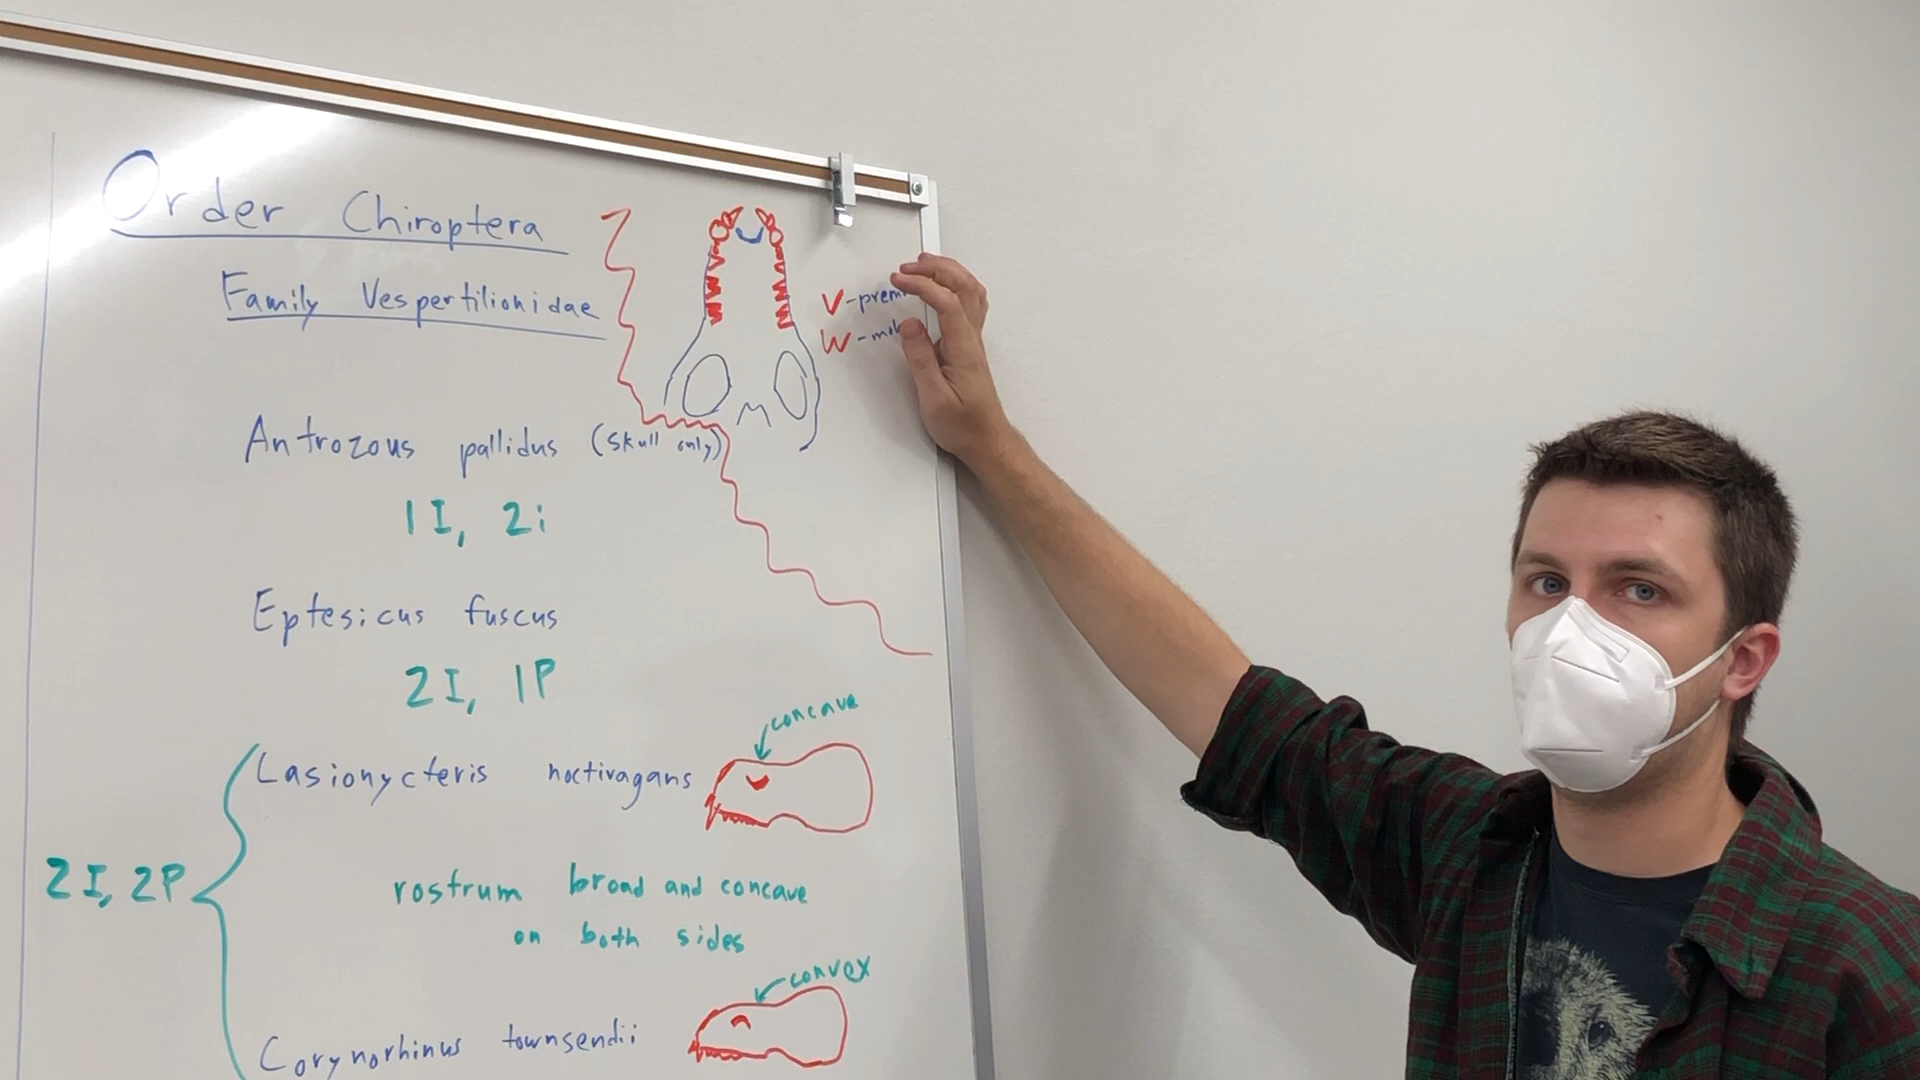 Order Chiroptera
Family Vespertilionidae
V-prem
W-mol
Antrozous pallidus (skull only)
1I, 2i
Eptesicus fuscus
2I, 1P
concave
Lasionycteris noctivagans
2I, 2P
rostrum broad and concave
on both sides
convex
Corynorhinus townsendii